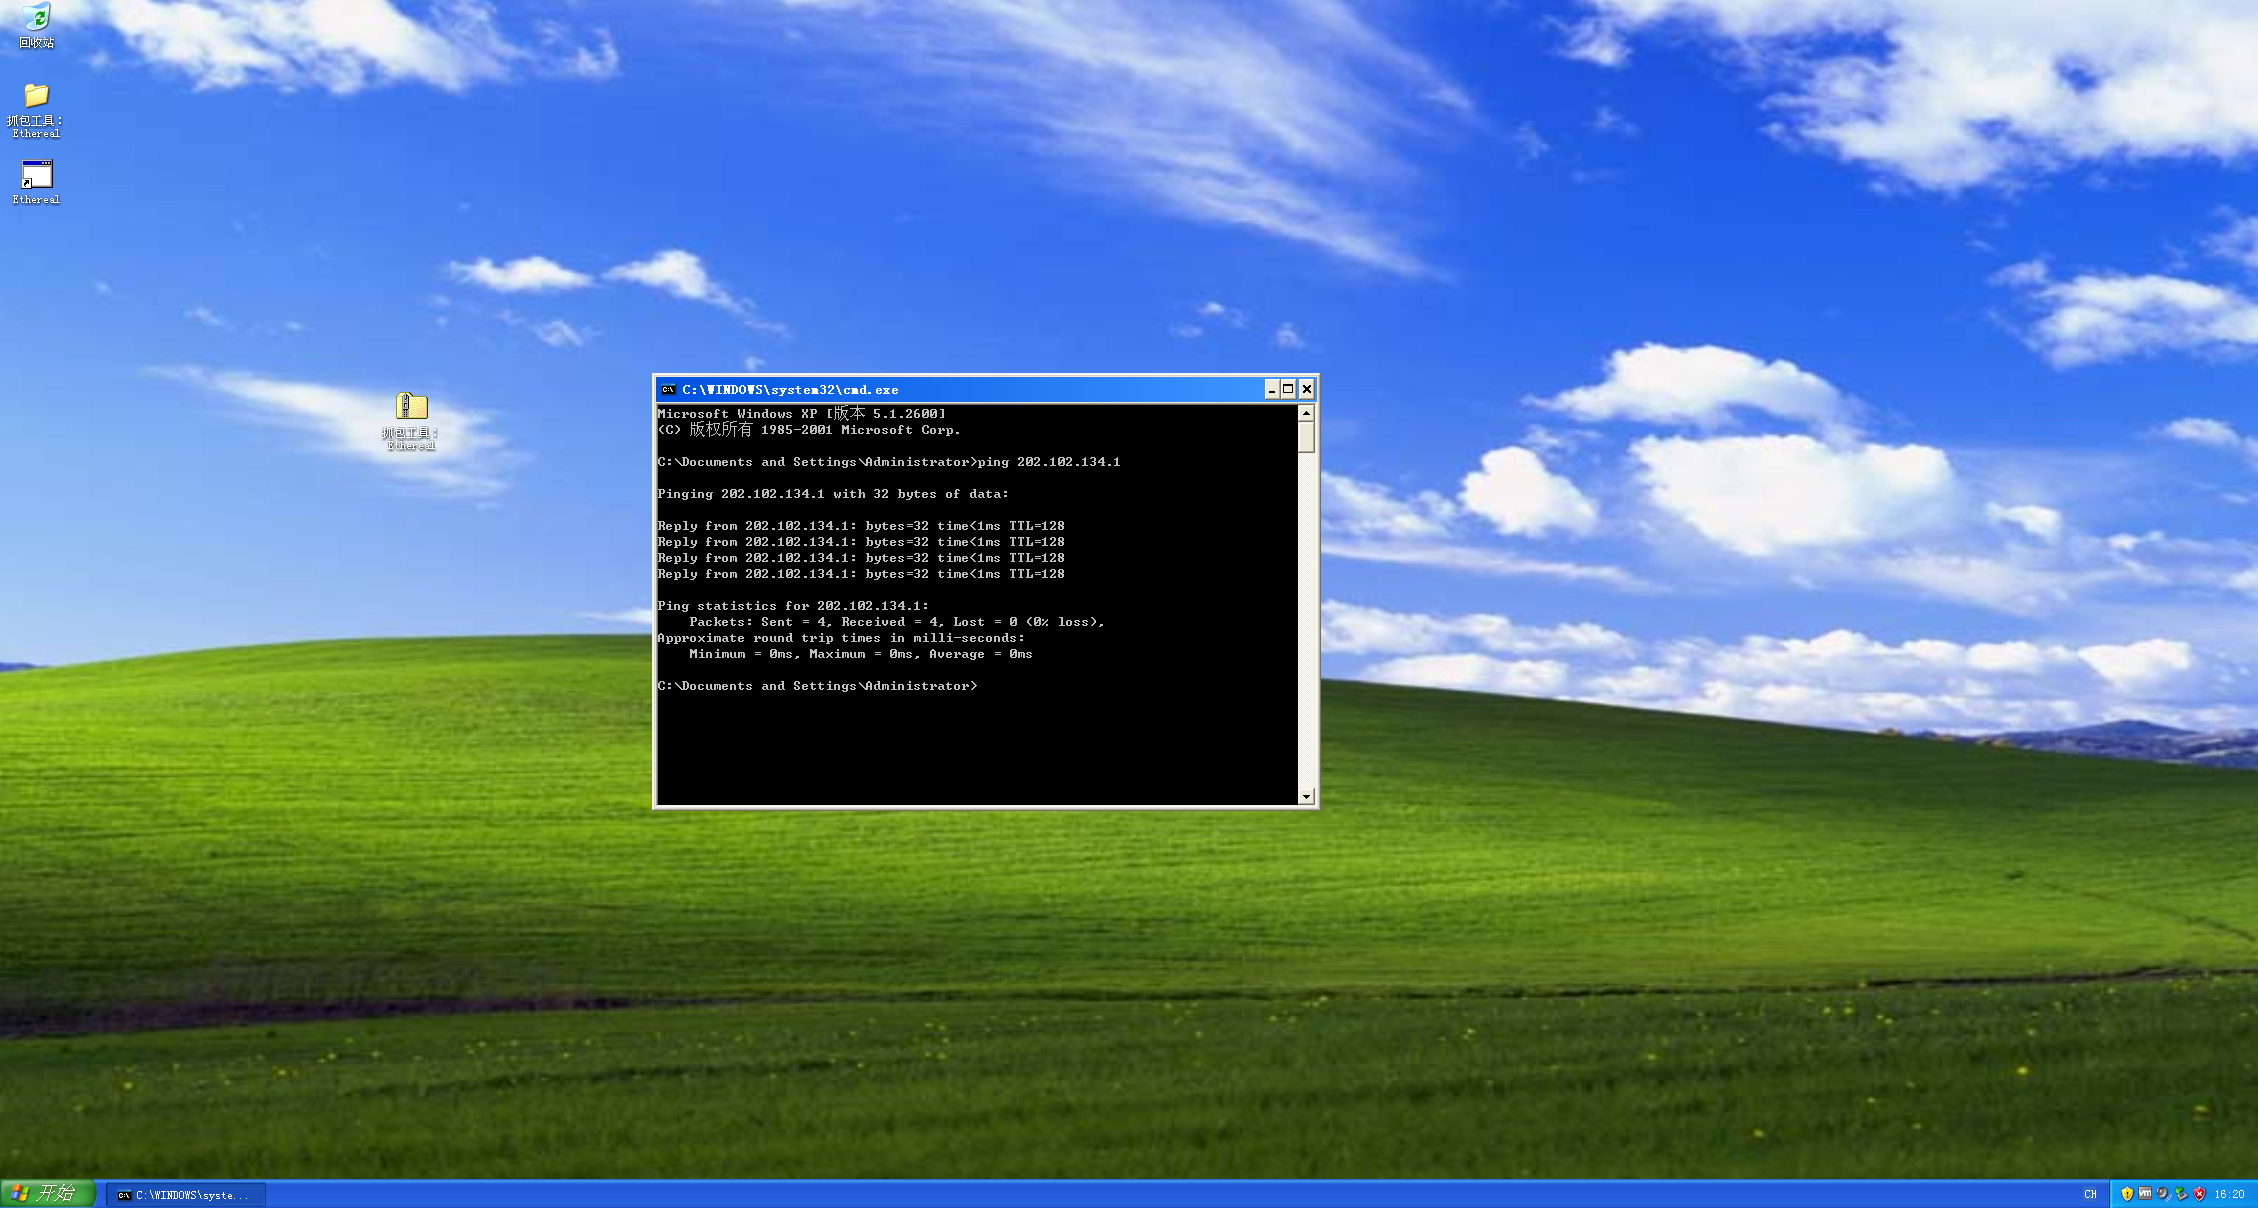 回收站
抓包工具：
Ethereal
Ethereal
抓包工具：
Ethereal
C:\WINDOWS\system32\cmd.exe
Microsoft Windows XP [版本 5.1.2600]
(C) 版权所有 1985-2001 Microsoft Corp.
C:\Documents and Settings\Administrator>ping 202.102.134.1
Pinging 202.102.134.1 with 32 bytes of data:
Reply from 202.102.134.1: bytes=32 time<1ms TTL=128
Reply from 202.102.134.1: bytes=32 time<1ms TTL=128
Reply from 202.102.134.1: bytes=32 time<1ms TTL=128
Reply from 202.102.134.1: bytes=32 time<1ms TTL=128
Ping statistics for 202.102.134.1:
    Packets: Sent = 4, Received = 4, Lost = 0 (0% loss),
Approximate round trip times in milli-seconds:
    Minimum = 0ms, Maximum = 0ms, Average = 0ms
C:\Documents and Settings\Administrator>
开始
C:\WINDOWS\syste...
CH
16:20